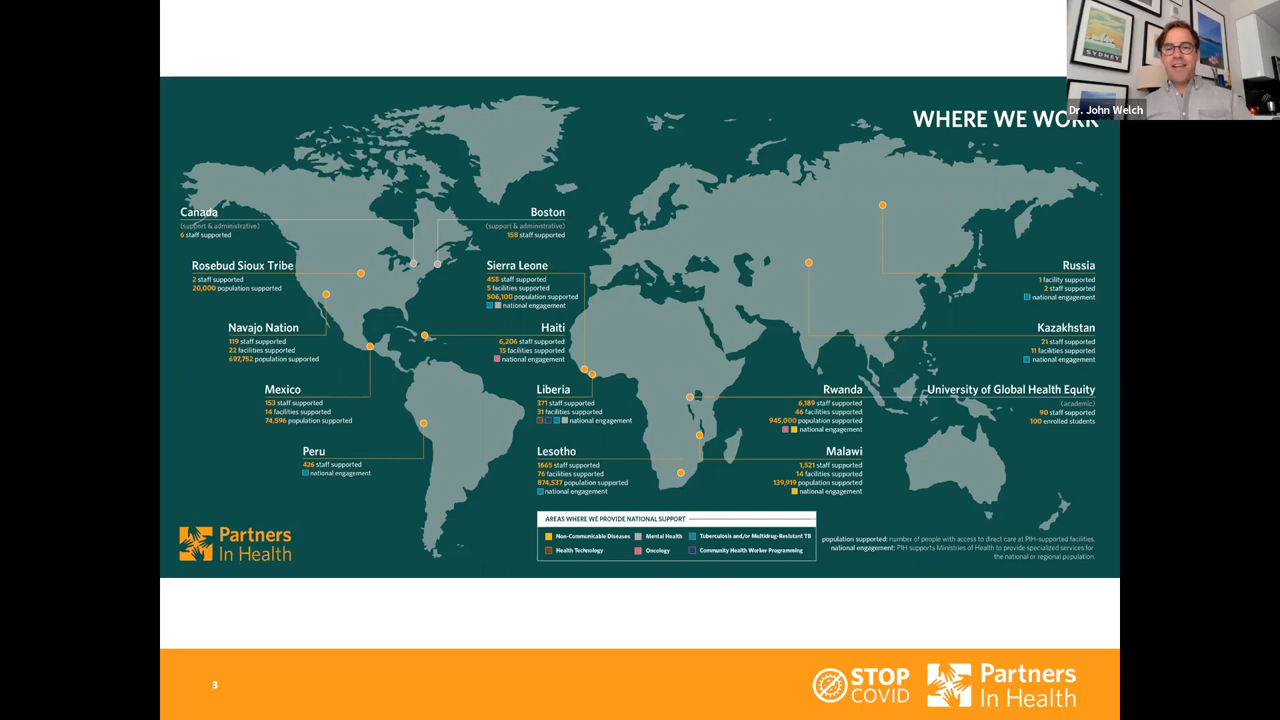 SYDNEY
Dr. John Welch
WHERE WE WORK
Canada
(support & administrative)
6 staff supported
Boston
(support & administrative)
158 staff supported
Rosebud Sioux Tribe
2 staff supported
20,000 population supported
Sierra Leone
458 staff supported
5 facilities supported
506,100 population supported
national engagement
Russia
1 facility supported
2 staff supported
national engagement
Navajo Nation
119 staff supported
22 facilities supported
697,752 population supported
Haiti
6,206 staff supported
15 facilities supported
national engagement
Kazakhstan
21 staff supported
11 facilities supported
national engagement
Mexico
153 staff supported
14 facilities supported
74,596 population supported
Liberia
371 staff supported
31 facilities supported
national engagement
Rwanda
6,189 staff supported
46 facilities supported
945,000 population supported
national engagement
University of Global Health Equity
(academic)
90 staff supported
100 enrolled students
Peru
426 staff supported
national engagement
Lesotho
1665 staff supported
76 facilities supported
874,537 population supported
national engagement
Malawi
1,521 staff supported
14 facilities supported
139,919 population supported
national engagement
AREAS WHERE WE PROVIDE NATIONAL SUPPORT
Non-Communicable Diseases Mental Health Tuberculosis and/or Multidrug-Resistant TB
Health Technology Oncology Community Health Worker Programming
population supported: number of people with access to direct care at PIH-supported facilities.
national engagement: PIH supports Ministries of Health to provide specialized services for
the national or regional population.
Partners
In Health
3
STOP
COVID
Partners
In Health